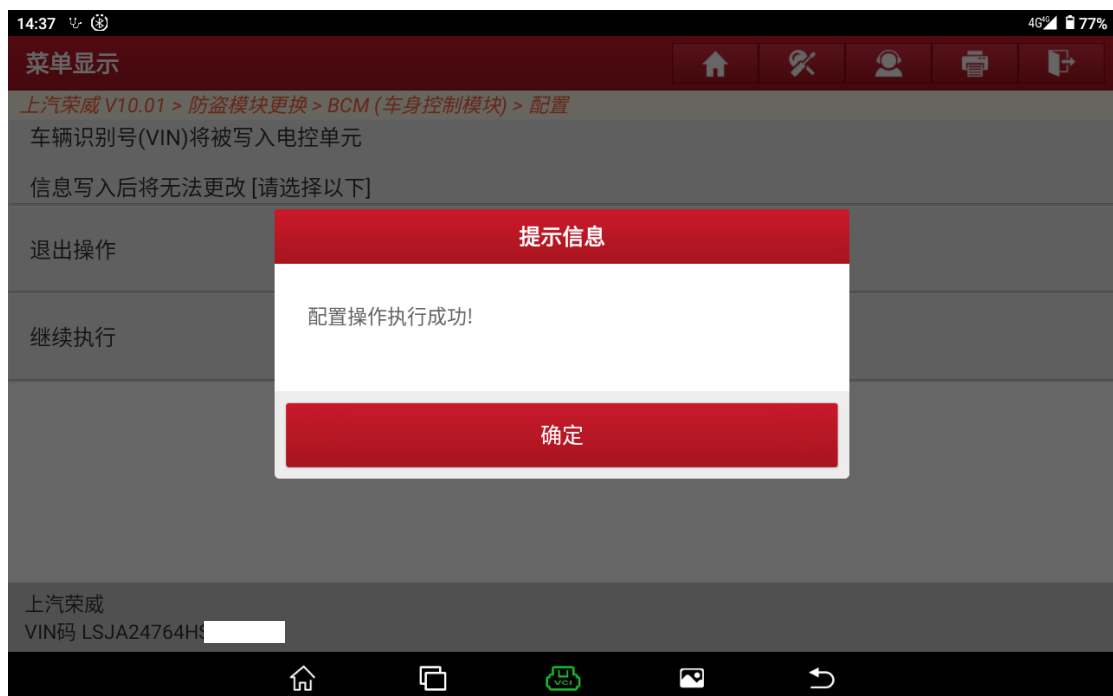 14:37
4G 4G 77%
菜单显示
上汽荣威 V10.01 > 防盗模块更换 > BCM (车身控制模块) > 配置
车辆识别号(VIN)将被写入电控单元
信息写入后将无法更改 [请选择以下]
退出操作
继续执行
提示信息
配置操作执行成功!
确定
上汽荣威
VIN码 LSJA24764H
VCI